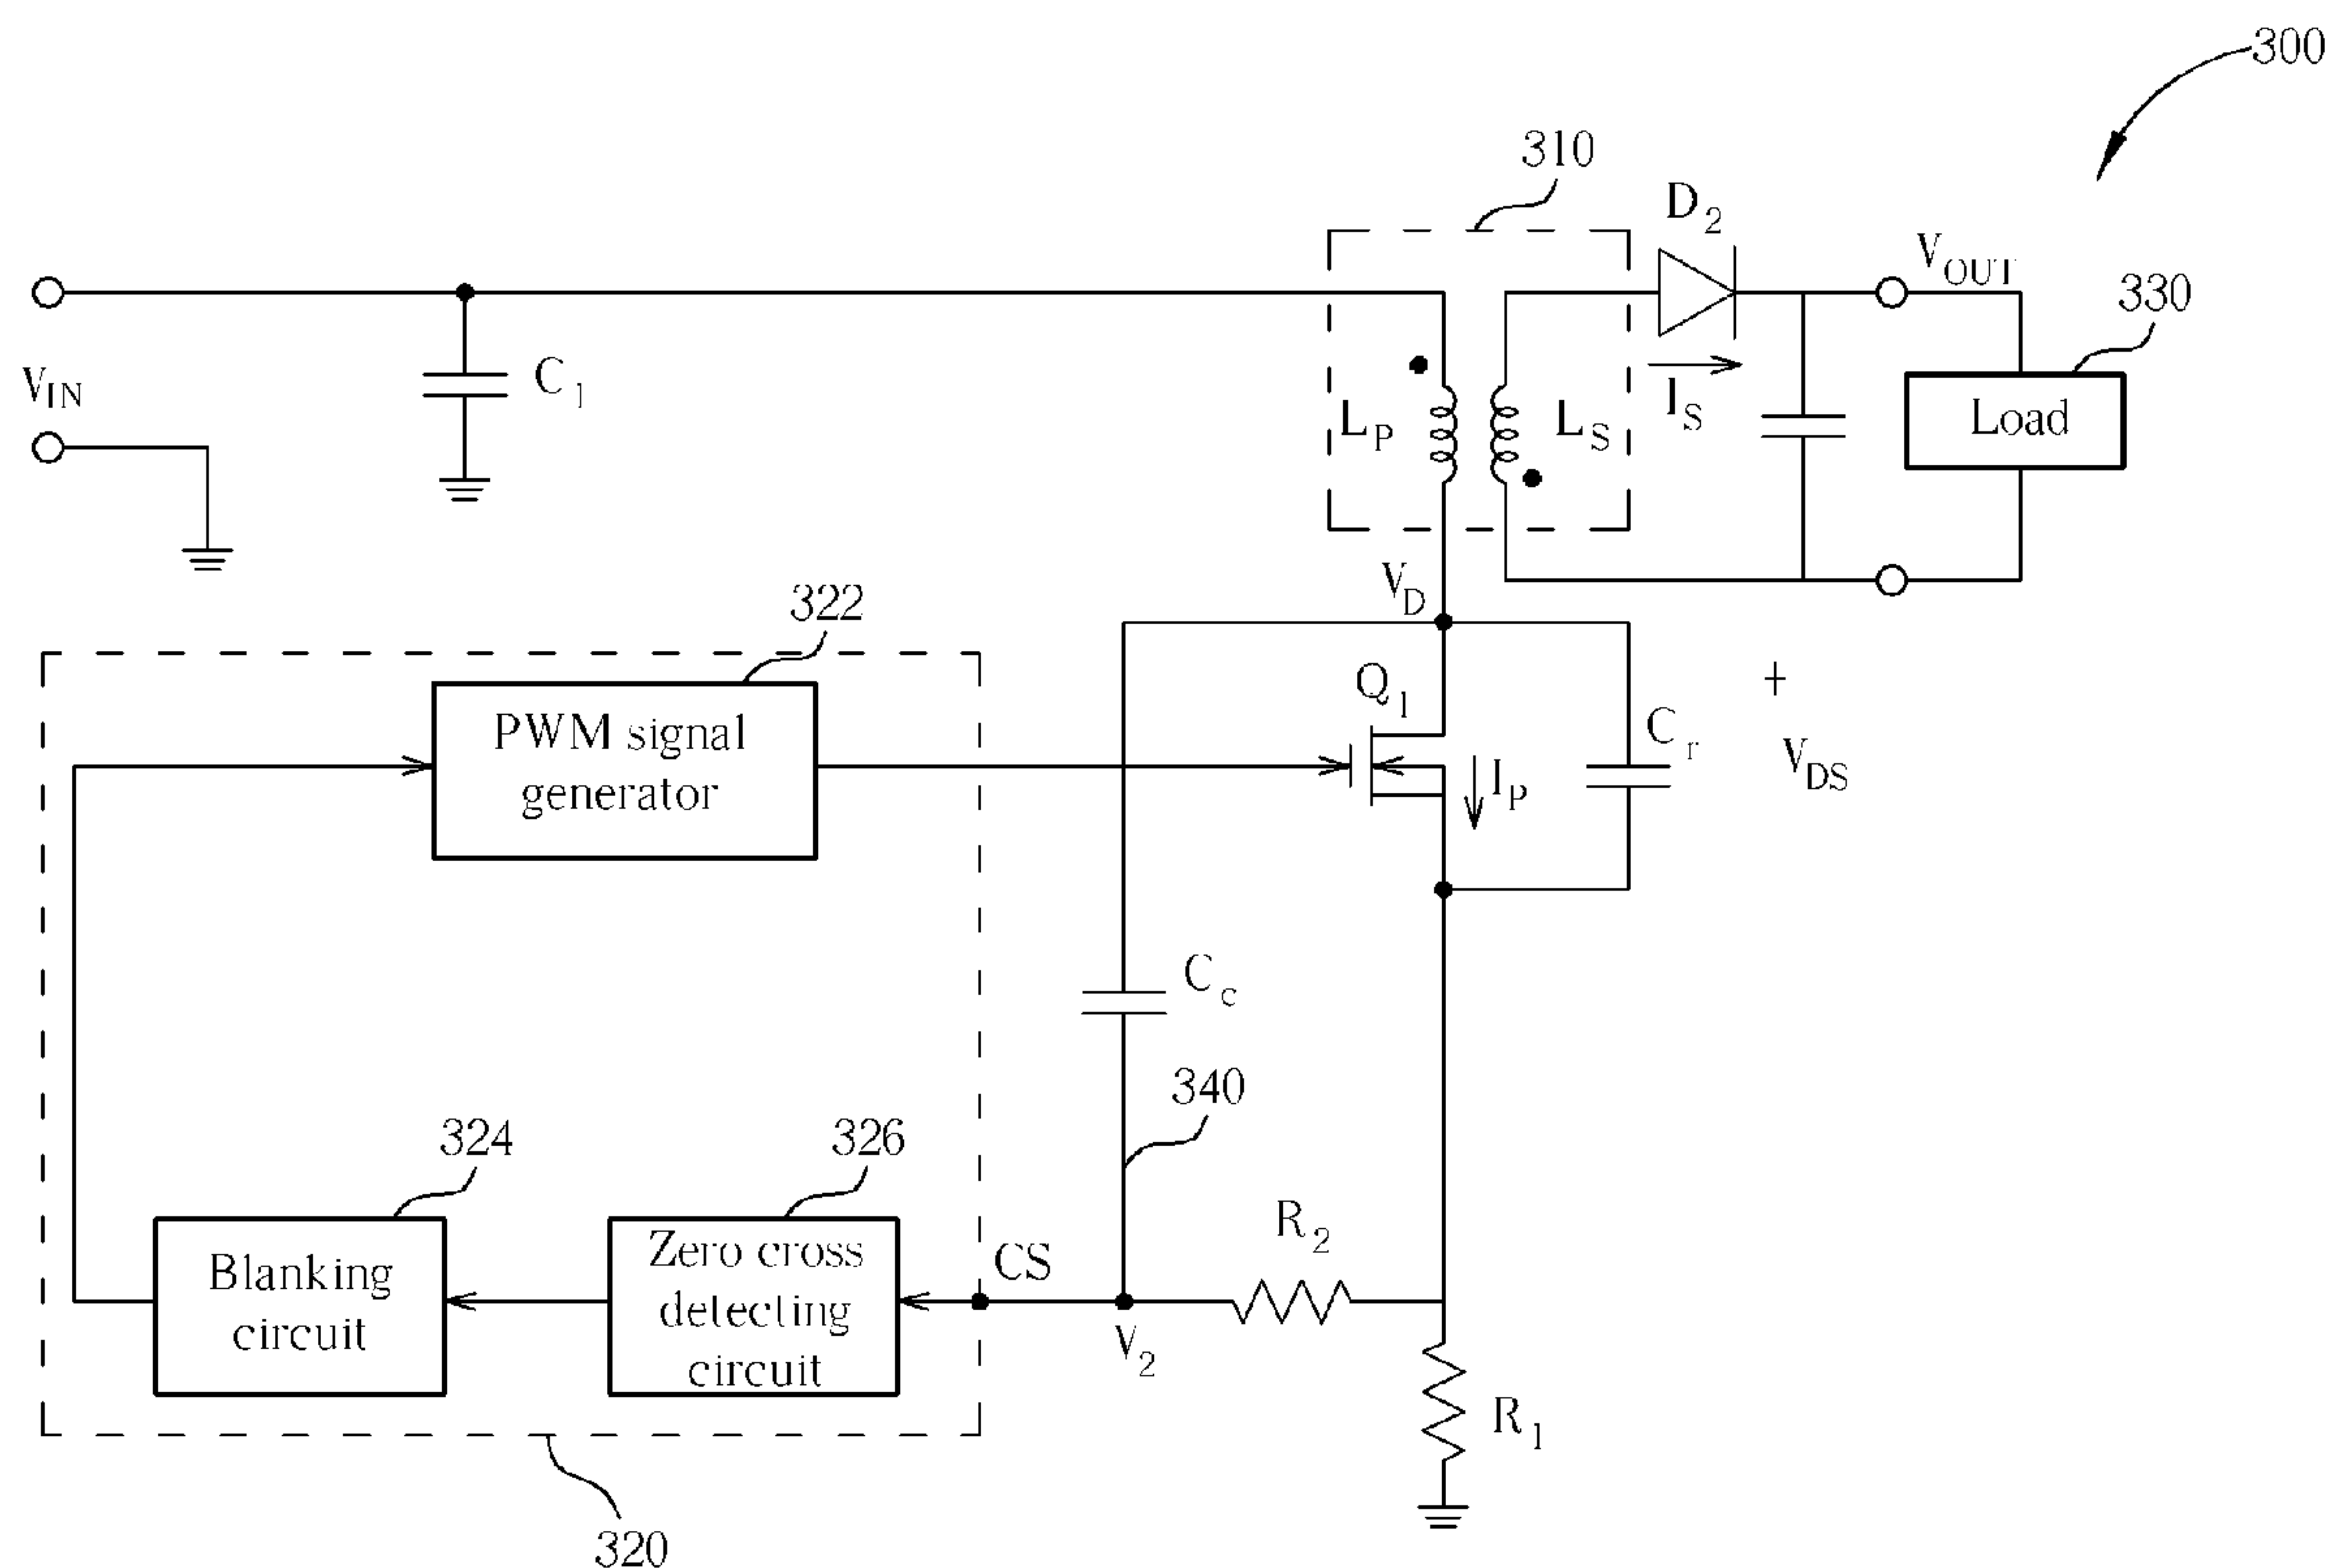 300
310
D2
VOUT
330
VIN
C1
LP
LS
IS
Load
VD
322
Q1
+
PWM signal
generator
IP
Cr
VDS
Cc
340
324
326
R2
Blanking
circuit
Zero cross
detecting
circuit
CS
V2
R1
320